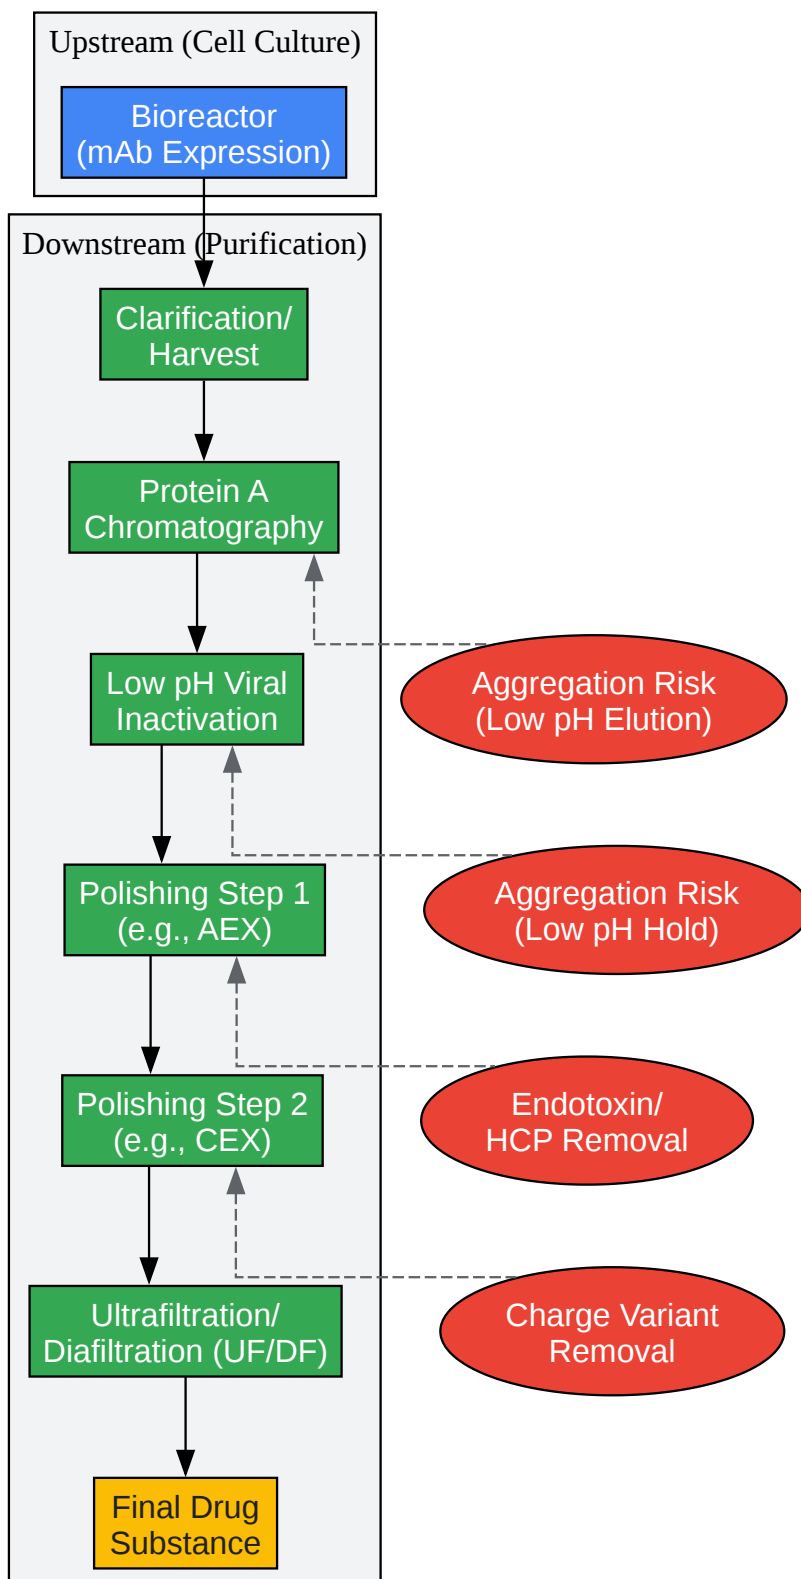 Upstream (Cell Culture)
Bioreactor
(mAb Expression)
Downstream (Purification)
Clarification/
Harvest
Protein A
Chromatography
Low pH Viral
Inactivation
Aggregation Risk
(Low pH Elution)
Polishing Step 1
(e.g., AEX)
Aggregation Risk
(Low pH Hold)
Polishing Step 2
(e.g., CEX)
Endotoxin/
HCP Removal
Ultrafiltration/
Diafiltration (UF/DF)
Charge Variant
Removal
Final Drug
Substance